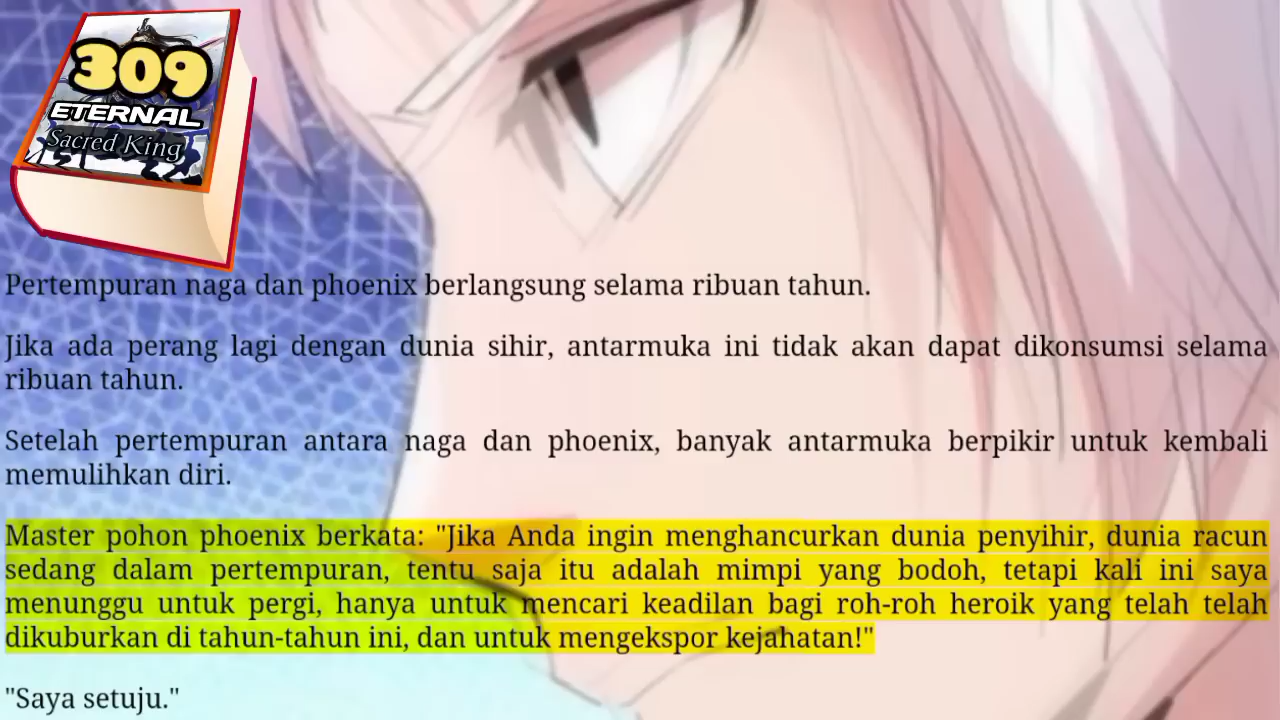 309
ETERNAL
Sacred King
Pertempuran naga dan phoenix berlangsung selama ribuan tahun.
Jika ada perang lagi dengan dunia sihir, antarmuka ini tidak akan dapat dikonsumsi selama
ribuan tahun.
Setelah pertempuran antara naga dan phoenix, banyak antarmuka berpikir untuk kembali
memulihkan diri.
Master pohon phoenix berkata: "Jika Anda ingin menghancurkan dunia penyihir, dunia racun
sedang dalam pertempuran, tentu saja itu adalah mimpi yang bodoh, tetapi kali ini saya
menunggu untuk pergi, hanya untuk mencari keadilan bagi roh-roh heroik yang telah telah
dikuburkan di tahun-tahun ini, dan untuk mengekspor kejahatan!"
"Saya setuju."